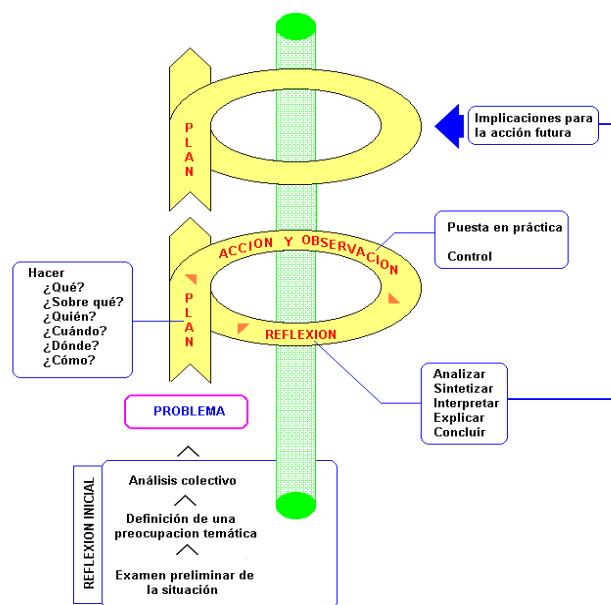 PLAN
Implicaciones para
la acción futura
ACCION Y OBSERVACION
Puesta en práctica
Control
Hacer
¿Qué?
¿Sobre qué?
¿Quién?
¿Cuándo?
¿Dónde?
¿Cómo?
PLAN
REFLEXION
Analizar
Sintetizar
Interpretar
Explicar
Concluir
PROBLEMA
REFLEXION INICIAL
Análisis colectivo
Definición de una
preocupacion temática
Examen preliminar de
la situación